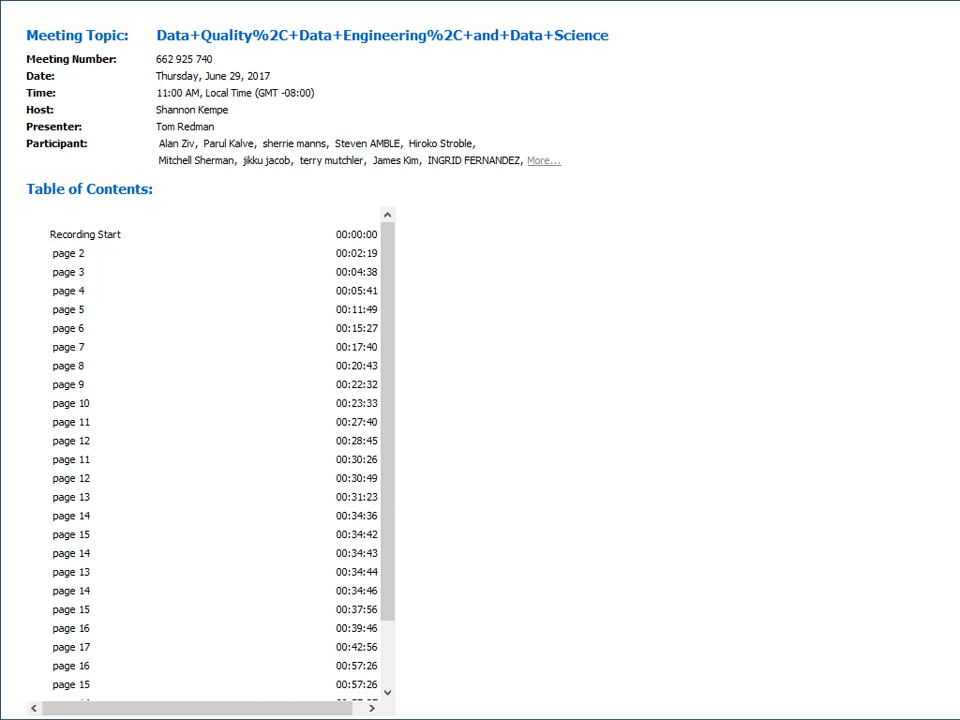 Meeting Topic: Data+Quality%2C+Data+Engineering%2C+and+Data+Science
Meeting Number: 662 925 740
Date: Thursday, June 29, 2017
Time: 11:00 AM, Local Time (GMT -08:00)
Host: Shannon Kempe
Presenter: Tom Redman
Participant: Alan Ziv, Parul Kalve, sherrie manns, Steven AMBLE, Hiroko Stroble,
Mitchell Sherman, jikku jacob, terry mutchler, James Kim, INGRID FERNANDEZ, More...
Table of Contents:
Recording Start 00:00:00
page 2 00:02:19
page 3 00:04:38
page 4 00:05:41
page 5 00:11:49
page 6 00:15:27
page 7 00:17:40
page 8 00:20:43
page 9 00:22:32
page 10 00:23:33
page 11 00:27:40
page 12 00:28:45
page 11 00:30:26
page 12 00:30:49
page 13 00:31:23
page 14 00:34:36
page 15 00:34:42
page 14 00:34:43
page 13 00:34:44
page 14 00:34:46
page 15 00:37:56
page 16 00:39:46
page 17 00:42:56
page 16 00:57:26
page 15 00:57:26